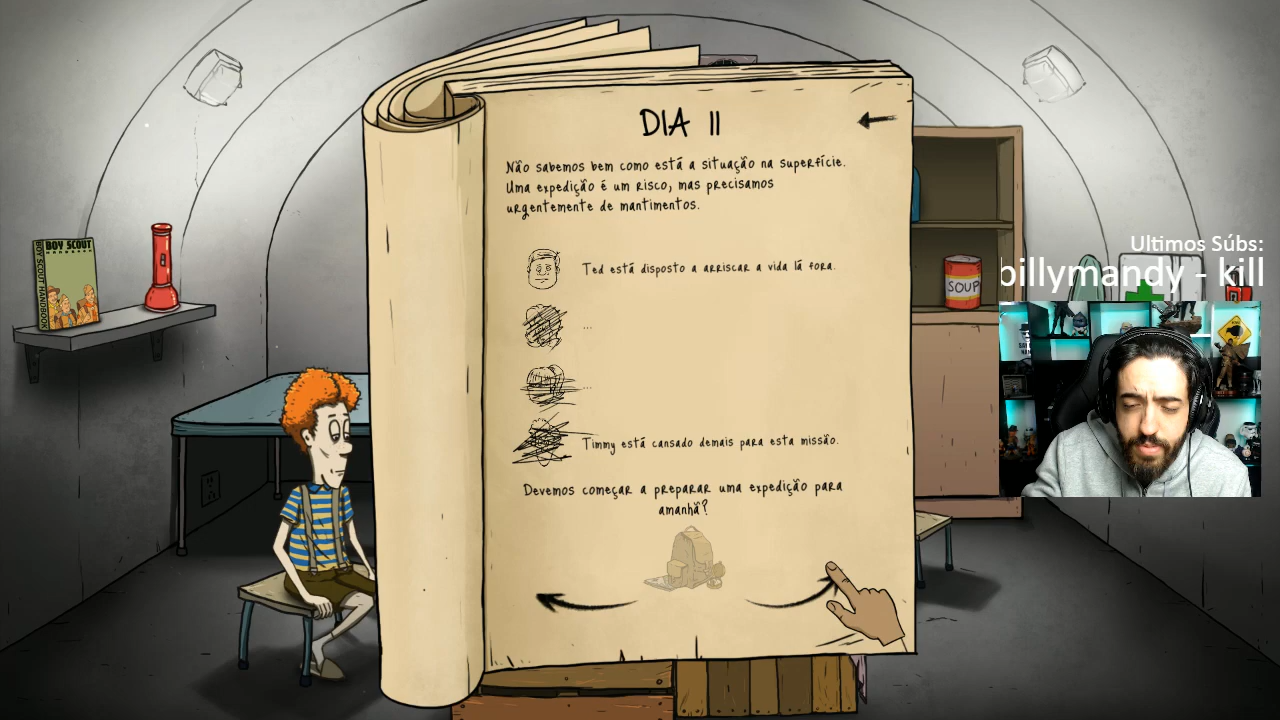 DIA 11
Não sabemos bem como está a situação na superfície.
Uma expedição é um risco, mas precisamos
urgentemente de mantimentos.
Ted está disposto a arriscar a vida lá fora.
...
...
Timmy está cansado demais para esta missão.
Devemos começar a preparar uma expedição para
amanhã?
BOY SCOUT
BOY SCOUT HANDBOOK
SOUP
Ultimos Súbs:
billymandy - kill